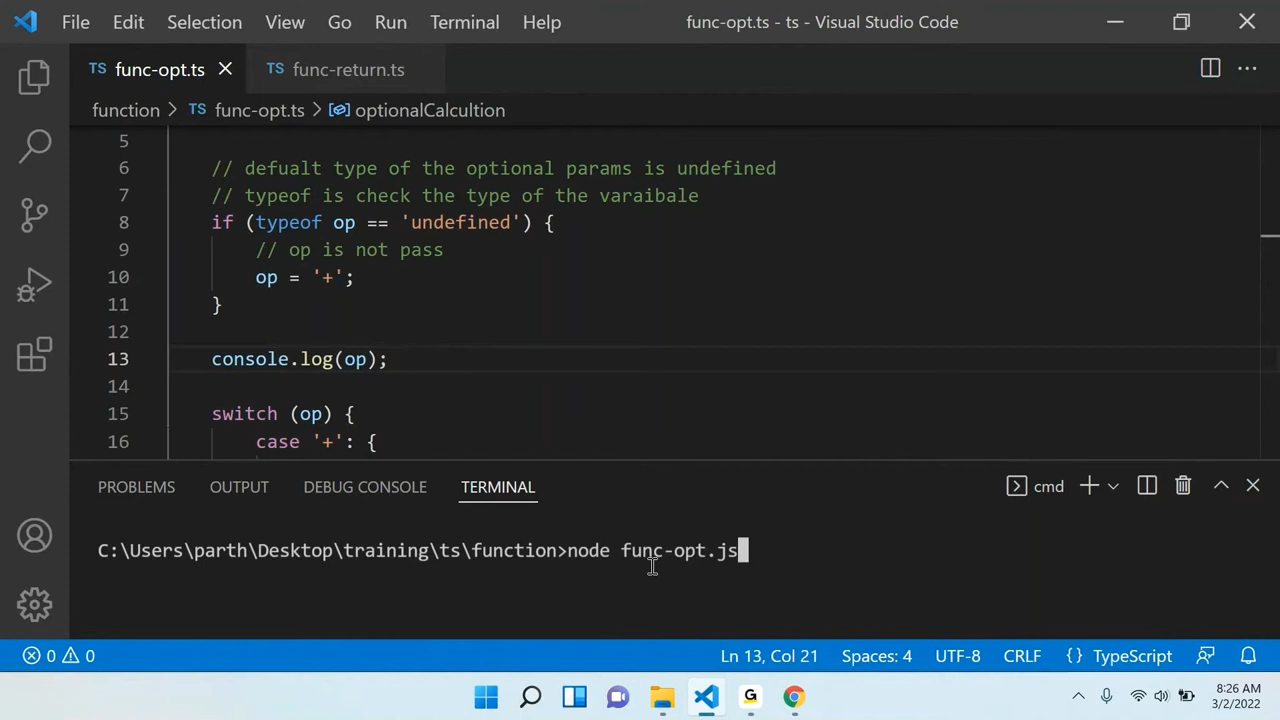 File Edit Selection View Go Run Terminal Help func-opt.ts - ts - Visual Studio Code
TS func-opt.ts TS func-return.ts
function > TS func-opt.ts > optionalCalcultion
5
6 // defualt type of the optional params is undefined
7 // typeof is check the type of the varaibale
8 if (typeof op == 'undefined') {
9 // op is not pass
10 op = '+';
11 }
12
13 console.log(op);
14
15 switch (op) {
16 case '+': {
PROBLEMS OUTPUT DEBUG CONSOLE TERMINAL cmd
C:\Users\parth\Desktop\training\ts\function>node func-opt.js
0 0 Ln 13, Col 21 Spaces: 4 UTF-8 CRLF {} TypeScript
G 8:26 AM
3/2/2022